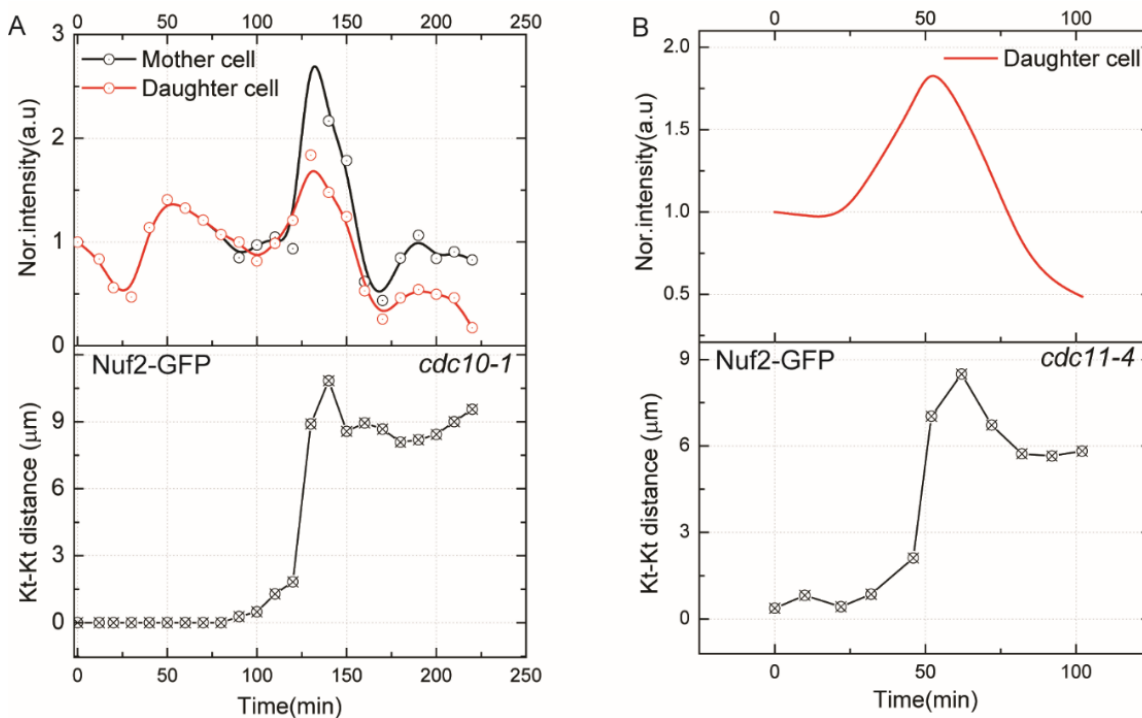 A
0 50 100 150 200 250
3
2
1
0
Nor.intensity(a.u)
Mother cell
Daughter cell
Nuf2-GFP cdc10-1
9
6
3
0
Kt-Kt distance (μm)
0 50 100 150 200 250
Time(min)
B
0 50 100
2.0
1.5
1.0
0.5
Nor.intensity(a.u)
Daughter cell
Nuf2-GFP cdc11-4
9
6
3
0
Kt-Kt distance (μm)
0 50 100
Time(min)